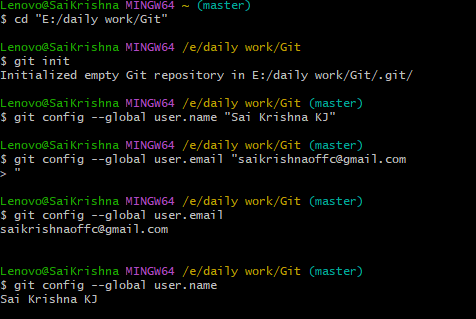 Lenovo@SaiKrishna MINGW64 ~ (master)
$ cd "E:/daily work/Git"
Lenovo@SaiKrishna MINGW64 /e/daily work/Git
$ git init
Initialized empty Git repository in E:/daily work/Git/.git/
Lenovo@SaiKrishna MINGW64 /e/daily work/Git (master)
$ git config --global user.name "Sai Krishna KJ"
Lenovo@SaiKrishna MINGW64 /e/daily work/Git (master)
$ git config --global user.email "saikrishnaoffc@gmail.com
> "
Lenovo@SaiKrishna MINGW64 /e/daily work/Git (master)
$ git config --global user.email
saikrishnaoffc@gmail.com
Lenovo@SaiKrishna MINGW64 /e/daily work/Git (master)
$ git config --global user.name
Sai Krishna KJ